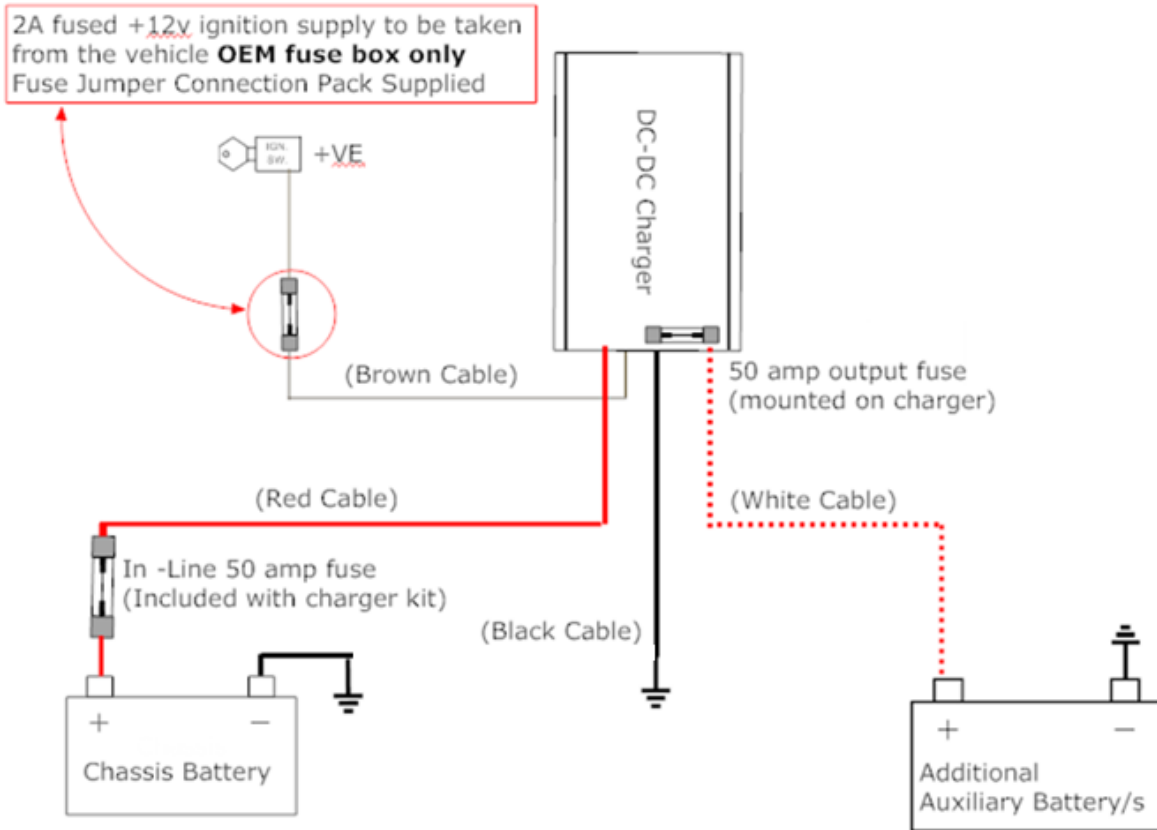 2A fused +12v ignition supply to be taken
from the vehicle OEM fuse box only
Fuse Jumper Connection Pack Supplied
IGN.
SW.
+VE
DC-DC Charger
(Brown Cable)
50 amp output fuse
(mounted on charger)
(Red Cable)
(White Cable)
In -Line 50 amp fuse
(Included with charger kit)
(Black Cable)
+ −
Chassis Battery
+ −
Additional
Auxiliary Battery/s